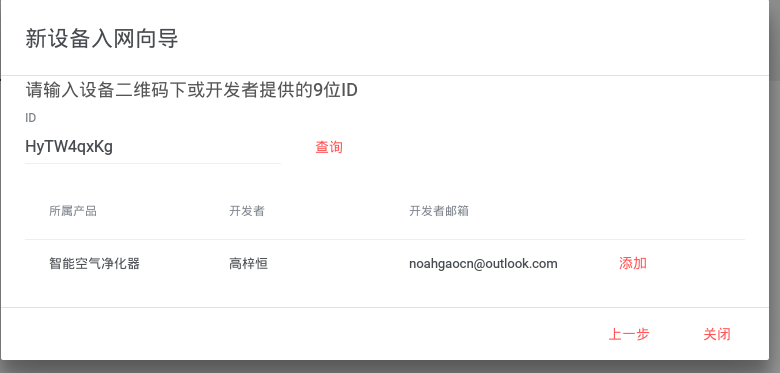 新设备入网向导
请输入设备二维码下或开发者提供的9位ID
ID
HyTW4qxKg 查询
所属产品 开发者 开发者邮箱
智能空气净化器 高梓恒 noahgaocn@outlook.com 添加
上一步 关闭